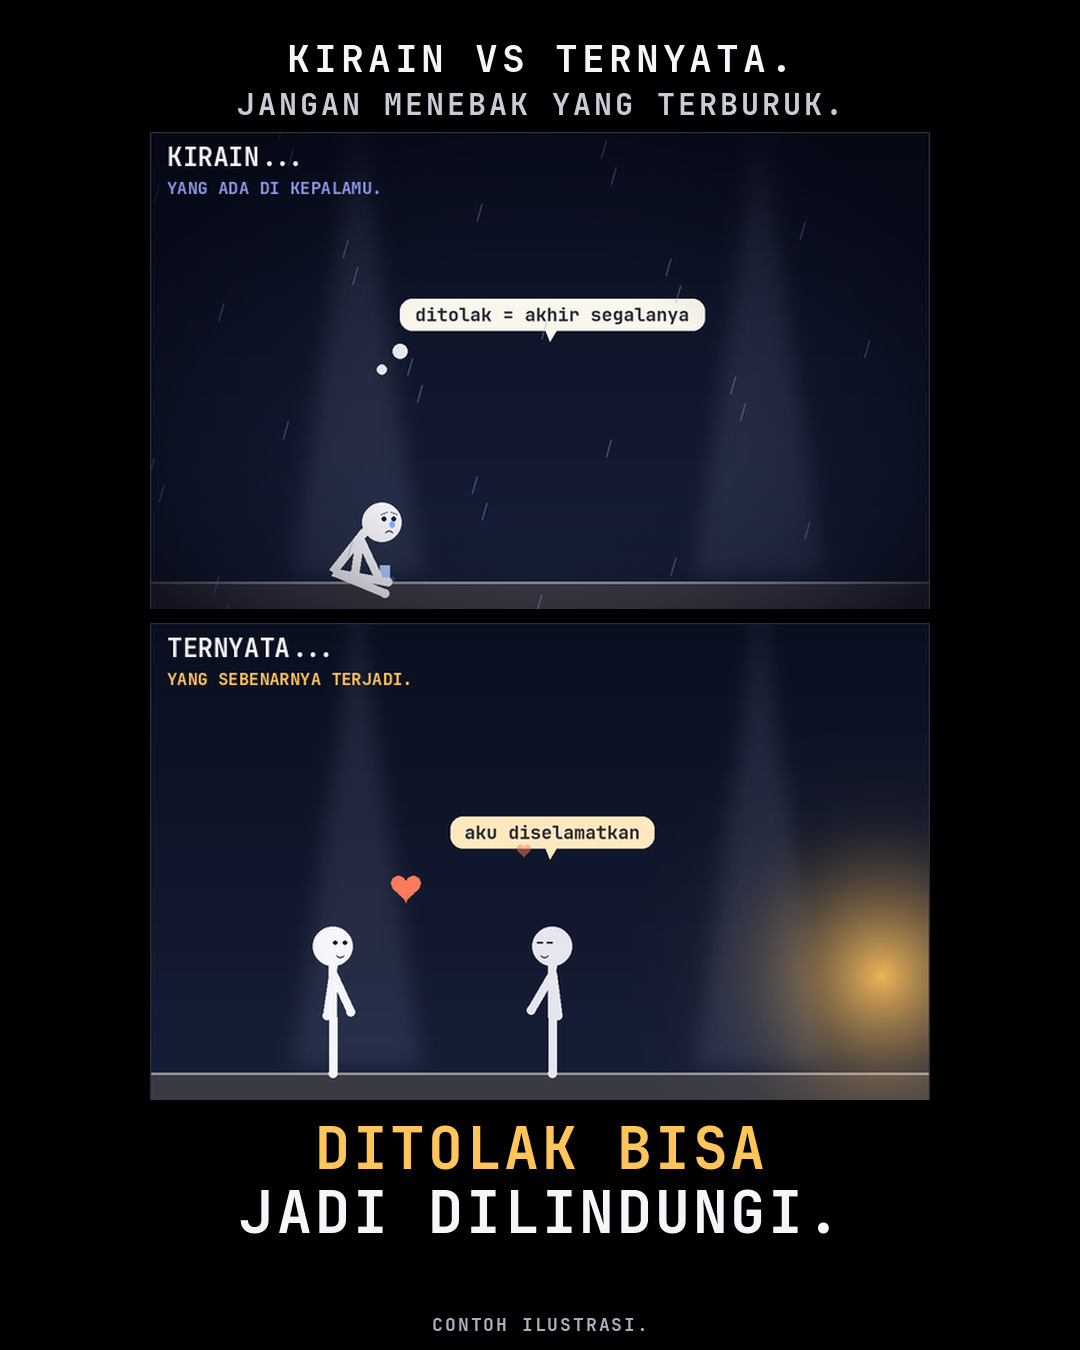 KIRAIN VS TERNYATA.
JANGAN MENEBAK YANG TERBURUK.
KIRAIN...
YANG ADA DI KEPALAMU.
ditolak = akhir segalanya
TERNYATA...
YANG SEBENARNYA TERJADI.
aku diselamatkan
DITOLAK BISA
JADI DILINDUNGI.
CONTOH ILUSTRASI.